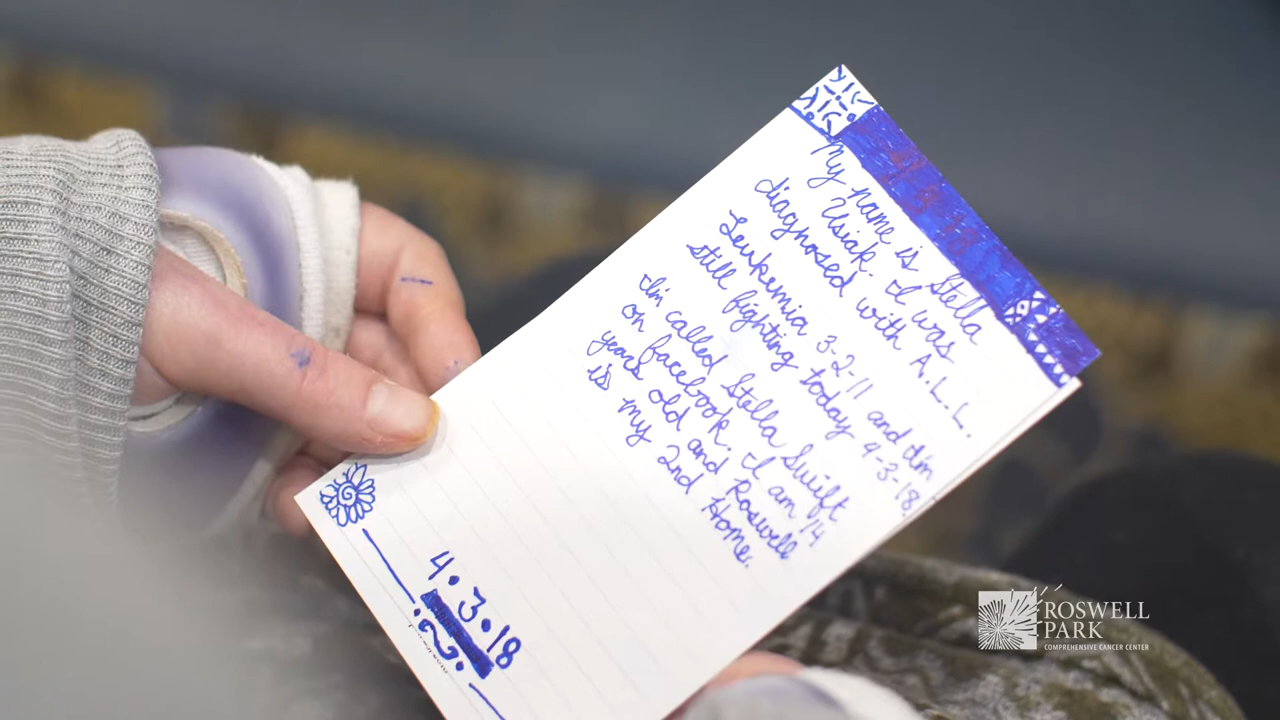 My name is Stella
Usiak. I was
diagnosed with A.L.L.
Leukemia 3-2-11 and I'm
still fighting today 4-3-18.
I'm called Stella Swift
on facebook. I am 14
years old and Roswell
is my 2nd Home.
4•3•18
ROSWELL
PARK
COMPREHENSIVE CANCER CENTER